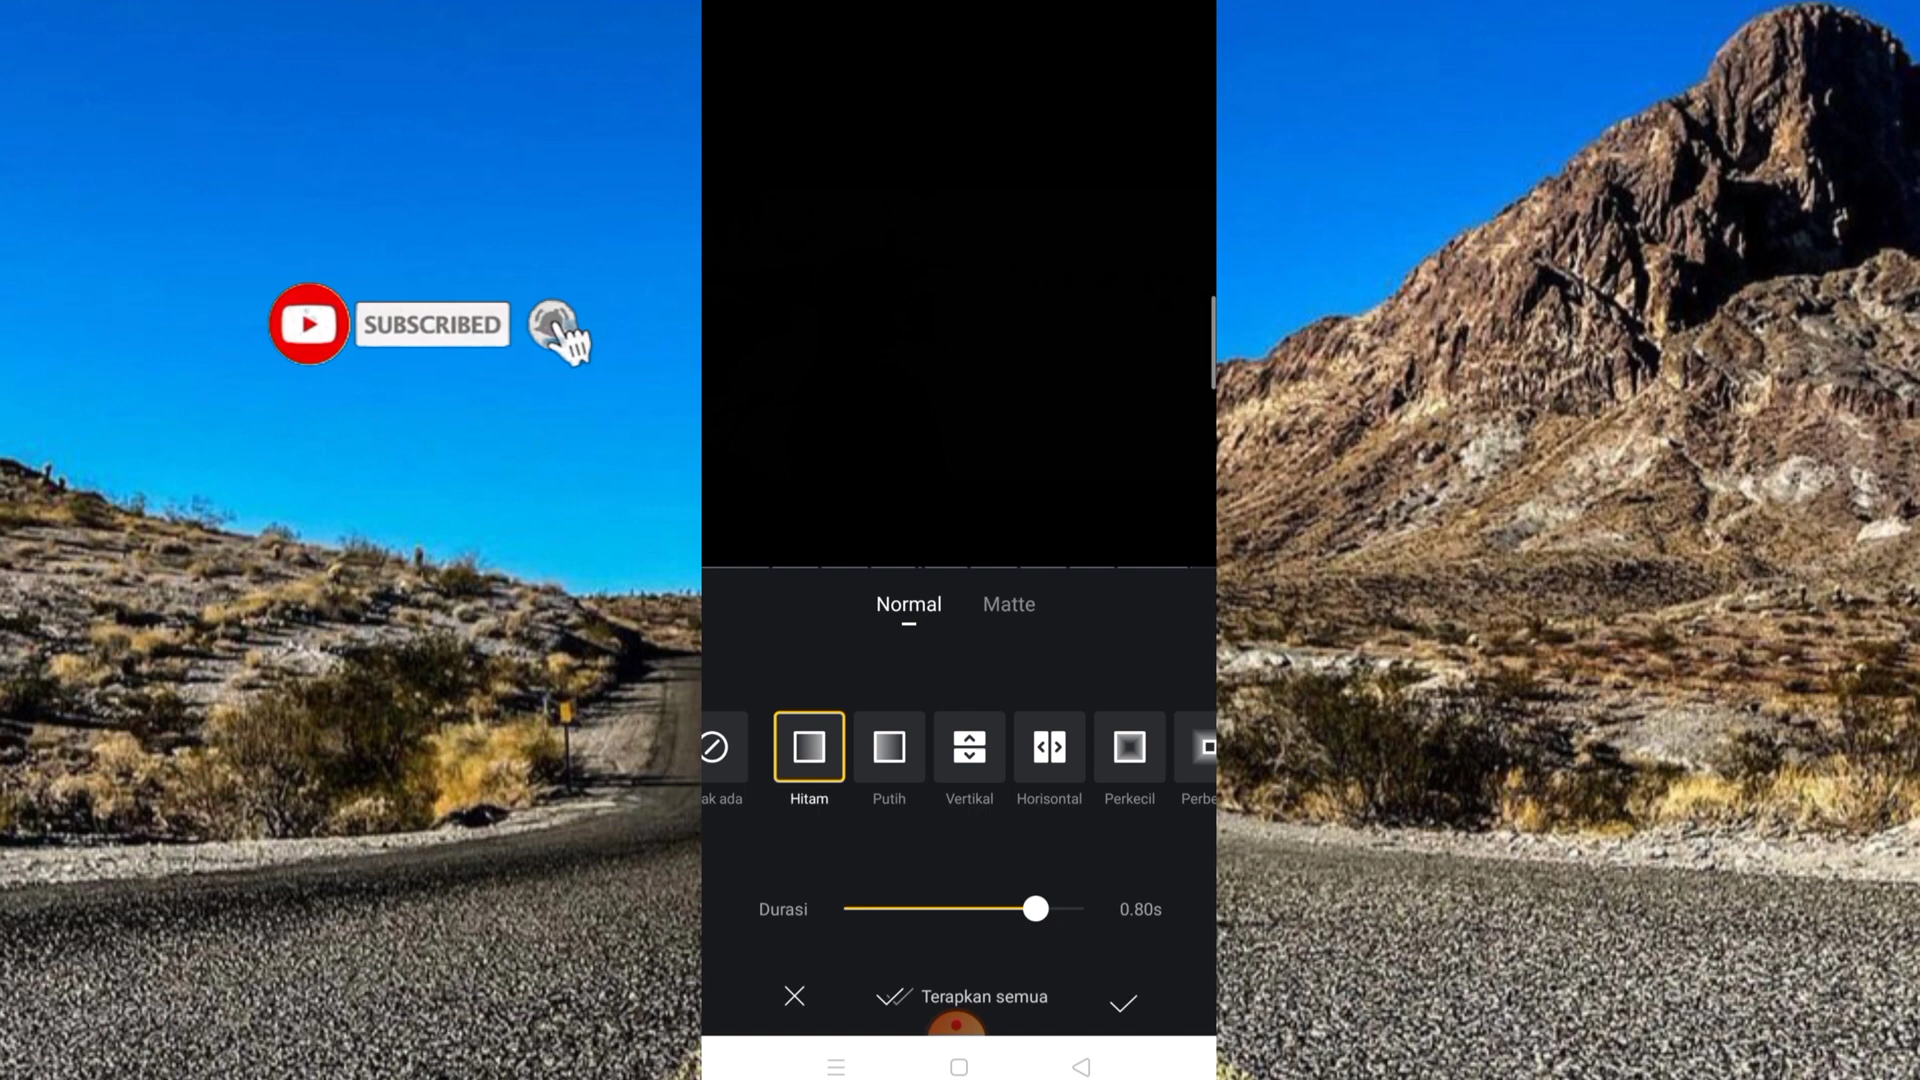 SUBSCRIBED
Normal Matte
ak ada Hitam Putih Vertikal Horisontal Perkecil Perbe
Durasi 0.80s
Terapkan semua